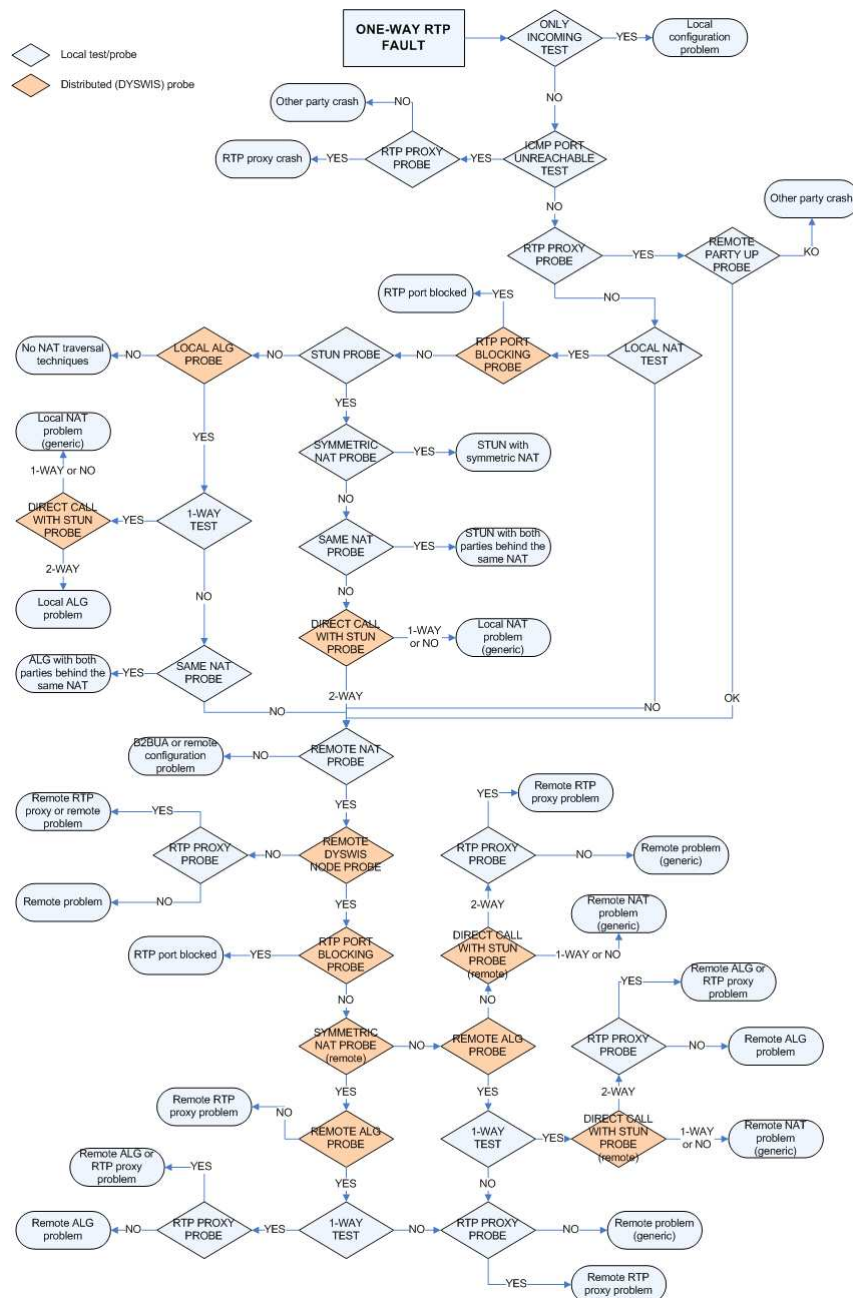 ONE-WAY RTP
FAULT
ONLY
INCOMING
TEST
YES
Local
configuration
problem
Local test/probe
Distributed (DYSWIS) probe
NO
Other party crash
NO
RTP proxy crash
YES
RTP PROXY
PROBE
YES
ICMP PORT
UNREACHABLE
TEST
NO
Other party crash
RTP PROXY
PROBE
YES
REMOTE
PARTY UP
PROBE
KO
RTP port blocked
YES
NO
No NAT traversal
techniques
NO
LOCAL ALG
PROBE
NO
STUN PROBE
NO
RTP PORT
BLOCKING
PROBE
YES
LOCAL NAT
TEST
YES
YES
Local NAT
problem
(generic)
1-WAY or NO
SYMMETRIC
NAT PROBE
YES
STUN with
symmetric NAT
NO
DIRECT CALL
WITH STUN
PROBE
YES
1-WAY
TEST
2-WAY
Local ALG
problem
NO
SAME NAT
PROBE
YES
STUN with both
parties behind the
same NAT
NO
DIRECT CALL
WITH STUN
PROBE
1-WAY
or NO
Local NAT
problem
(generic)
ALG with both
parties behind the
same NAT
YES
SAME NAT
PROBE
2-WAY
OK
NO
NO
B2BUA or remote
configuration
problem
NO
REMOTE NAT
PROBE
YES
Remote RTP
proxy or remote
problem
YES
RTP PROXY
PROBE
NO
REMOTE
DYSWIS
NODE PROBE
Remote problem
NO
YES
RTP port blocked
YES
RTP PORT
BLOCKING
PROBE
NO
YES
Remote RTP
proxy problem
RTP PROXY
PROBE
NO
Remote problem
(generic)
2-WAY
DIRECT CALL
WITH STUN
PROBE
(remote)
1-WAY or NO
Remote NAT
problem
(generic)
NO
SYMMETRIC
NAT PROBE
(remote)
NO
REMOTE ALG
PROBE
YES
Remote ALG or
RTP proxy
problem
RTP PROXY
PROBE
NO
Remote ALG
problem
2-WAY
YES
YES
Remote RTP
proxy problem
NO
REMOTE ALG
PROBE
1-WAY
TEST
YES
DIRECT CALL
WITH STUN
PROBE
(remote)
1-WAY
or NO
Remote NAT
problem
(generic)
Remote ALG or
RTP proxy
problem
YES
YES
NO
Remote ALG
problem
NO
RTP PROXY
PROBE
YES
1-WAY
TEST
NO
RTP PROXY
PROBE
NO
Remote problem
(generic)
YES
Remote RTP
proxy problem